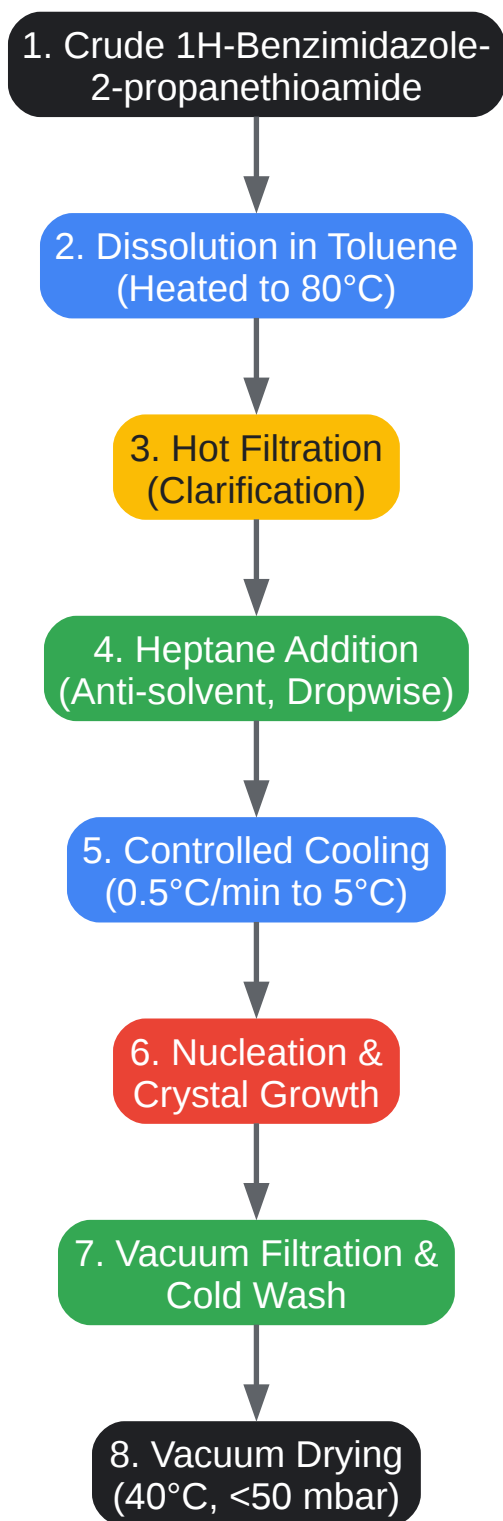 1. Crude 1H-Benzimidazole-
2-propanethioamide
2. Dissolution in Toluene
(Heated to 80°C)
3. Hot Filtration
(Clarification)
4. Heptane Addition
(Anti-solvent, Dropwise)
5. Controlled Cooling
(0.5°C/min to 5°C)
6. Nucleation &
Crystal Growth
7. Vacuum Filtration &
Cold Wash
8. Vacuum Drying
(40°C, <50 mbar)